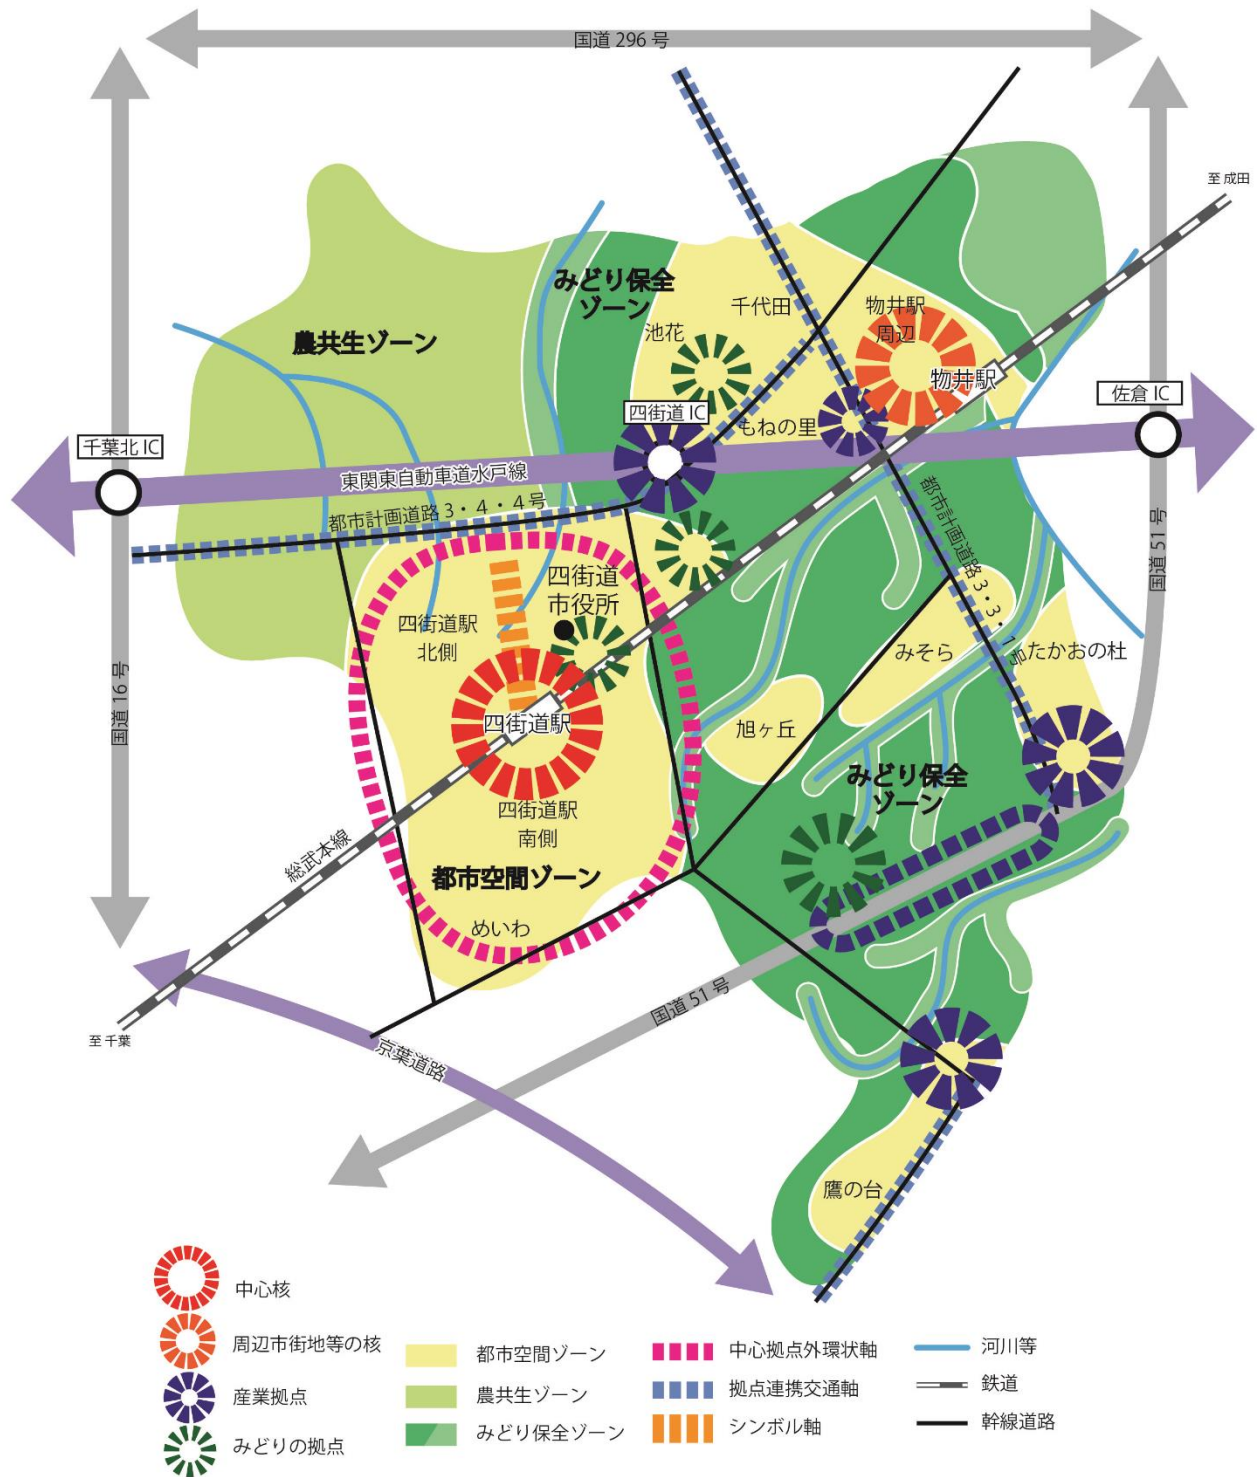 国道 296 号
至 成田
みどり保全
ゾーン
千代田
物井駅
周辺
池花
農共生ゾーン
物井駅
佐倉 IC
四街道 IC
もねの里
千葉北 IC
東関東自動車道水戸線
都市計画道路 3・4・4号
都市計画道路 3・3・1号
国道 51 号
四街道
市役所
四街道駅
北側
みそら
たかおの杜
国道 16 号
四街道駅
旭ヶ丘
みどり保全
ゾーン
四街道駅
南側
総武本線
都市空間ゾーン
めいわ
国道 51 号
至 千葉
京葉道路
鷹の台
中心核
周辺市街地等の核
産業拠点
みどりの拠点
都市空間ゾーン
農共生ゾーン
みどり保全ゾーン
中心拠点外環状軸
拠点連携交通軸
シンボル軸
河川等
鉄道
幹線道路